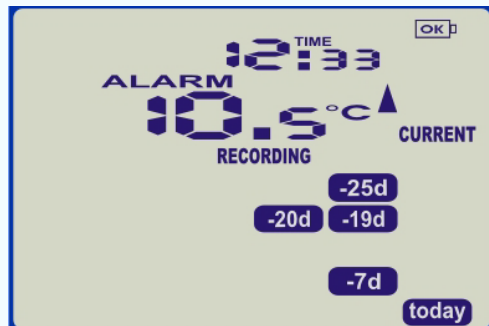 OK
TIME
12:33
ALARM
10.5°C
CURRENT
RECORDING
-25d
-20d -19d
-7d
today